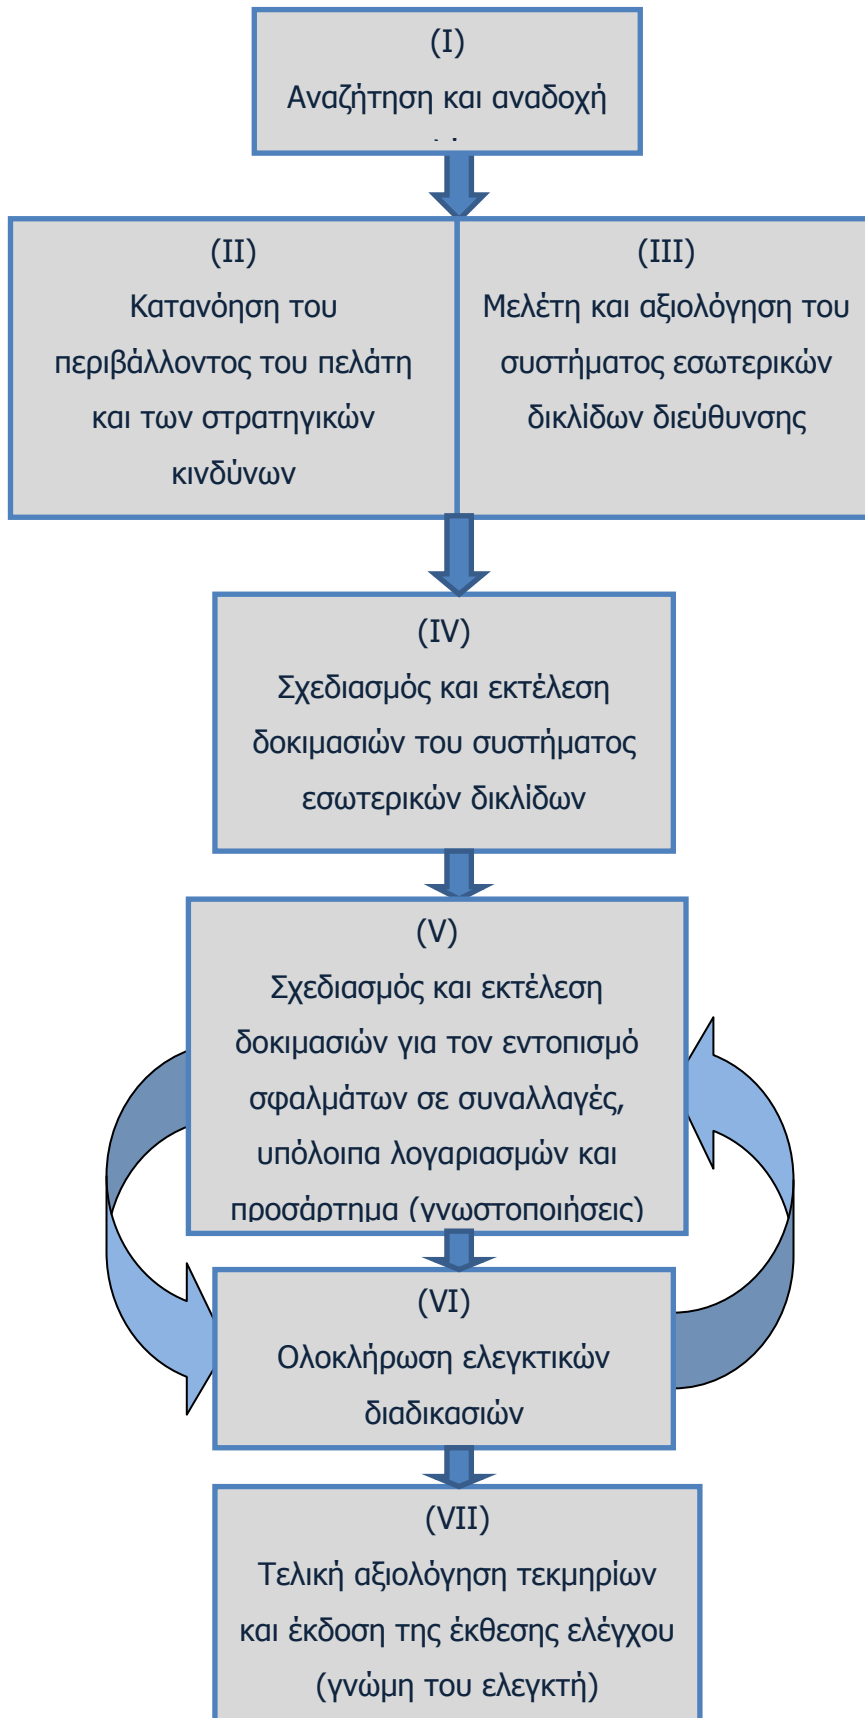 (I)
Αναζήτηση και αναδοχή
(II)
Κατανόηση του
περιβάλλοντος του πελάτη
και των στρατηγικών
κινδύνων
(III)
Μελέτη και αξιολόγηση του
συστήματος εσωτερικών
δικλίδων διεύθυνσης
(IV)
Σχεδιασμός και εκτέλεση
δοκιμασιών του συστήματος
εσωτερικών δικλίδων
(V)
Σχεδιασμός και εκτέλεση
δοκιμασιών για τον εντοπισμό
σφαλμάτων σε συναλλαγές,
υπόλοιπα λογαριασμών και
προσάρτημα (γνωστοποιήσεις)
(VI)
Ολοκλήρωση ελεγκτικών
διαδικασιών
(VII)
Τελική αξιολόγηση τεκμηρίων
και έκδοση της έκθεσης ελέγχου
(γνώμη του ελεγκτή)